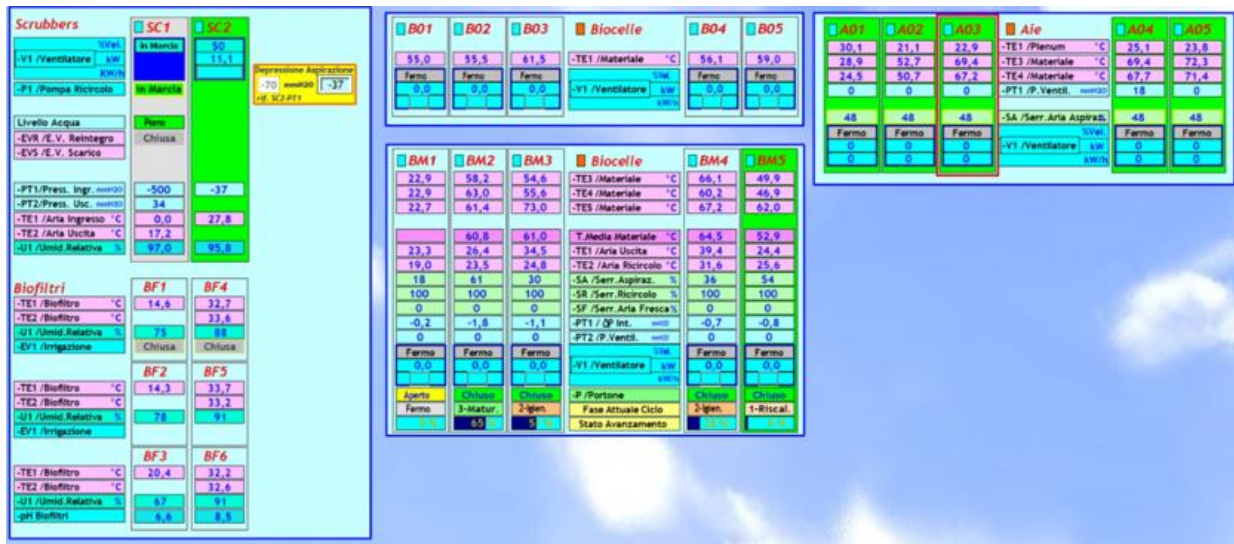 Scrubbers SC1 SC2
%Vel. In Marcia 50
-V1 /Ventilatore kW 11,1
KW/h
-P1 /Pompa Ricircolo In Marcia
Depressione Aspirazione
-70 mmH2O -37
rif. SC2-PT1
Livello Acqua Pieno
-EVR /E.V. Reintegro Chiusa
-EVS /E.V. Scarico
-PT1/Press. Ingr. mmH2O -500 -37
-PT2/Press. Usc. mmH2O 34
-TE1 /Aria Ingresso °C 0,0 27,8
-TE2 /Aria Uscita °C 17,2
-U1 /Umid.Relativa % 97,0 95,8
Biofiltri BF1 BF4
-TE1 /Biofiltro °C 14,6 32,7
-TE2 /Biofiltro °C 33,6
-U1 /Umid.Relativa % 75 88
-EV1 /Irrigazione Chiusa Chiusa
BF2 BF5
-TE1 /Biofiltro °C 14,3 33,7
-TE2 /Biofiltro °C 33,2
-U1 /Umid.Relativa % 78 91
-EV1 /Irrigazione
BF3 BF6
-TE1 /Biofiltro °C 20,4 32,2
-TE2 /Biofiltro °C 32,6
-U1 /Umid.Relativa % 67 91
-pH Biofiltri 6,6 8,5
B01 B02 B03 Biocelle B04 B05
55,0 55,5 61,5 -TE1 /Materiale °C 56,1 59,0
Fermo Fermo Fermo %Vel. Fermo Fermo
0,0 0,0 0,0 -V1 /Ventilatore kW 0,0 0,0
kW/h
BM1 BM2 BM3 Biocelle BM4 BM5
22,9 58,2 54,6 -TE3 /Materiale °C 66,1 49,9
22,9 63,0 55,6 -TE4 /Materiale °C 60,2 46,9
22,7 61,4 73,0 -TE5 /Materiale °C 67,2 62,0
60,8 61,0 T.Media Materiale °C 64,5 52,9
23,3 26,4 34,5 -TE1 /Aria Uscita °C 39,4 24,4
19,0 23,5 24,8 -TE2 /Aria Ricircolo °C 31,6 25,6
18 61 30 -SA /Serr.Aspiraz. % 36 54
100 100 100 -SR /Serr.Ricircolo % 100 100
0 0 0 -SF /Serr.Aria Fresca % 0 0
-0,2 -1,8 -1,1 -PT1 / ΔP Int. mmH2O -0,7 -0,8
0 0 0 -PT2 /P.Ventil. mmH2O 0 0
Fermo Fermo Fermo %Vel. Fermo Fermo
0,0 0,0 0,0 -V1 /Ventilatore kW 0,0 0,0
kW/h
Aperto Chiuso Chiuso -P /Portone Chiuso Chiuso
Fermo 3-Matur. 2-Igien. Fase Attuale Ciclo 2-Igien. 1-Riscal.
0 % 65 % 5 % Stato Avanzamento
A01 A02 A03 Aie A04 A05
30,1 21,1 22,9 -TE1 /Plenum °C 25,1 23,8
28,9 52,7 69,4 -TE3 /Materiale °C 69,4 72,3
24,5 50,7 67,2 -TE4 /Materiale °C 67,7 71,4
0 0 0 -PT1 /P.Ventil. mmH2O 18 0
48 48 48 -SA /Serr.Aria Aspiraz. 48 48
Fermo Fermo Fermo %Vel. Fermo Fermo
0 0 0 -V1 /Ventilatore kW 0 0
0 0 0 kW/h 0 0